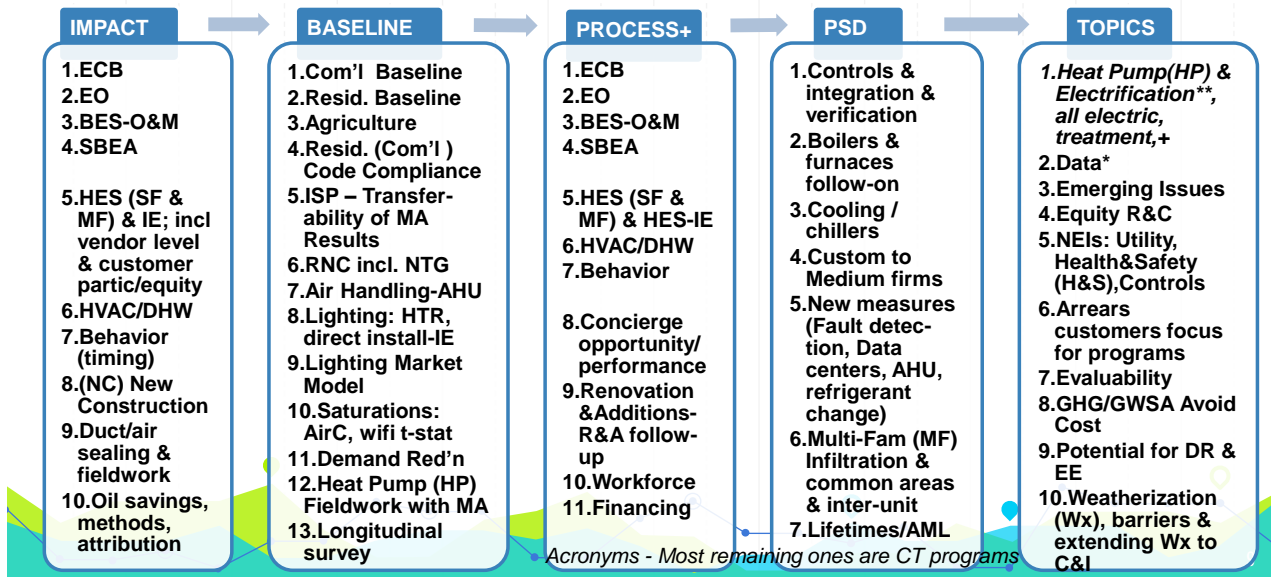 IMPACT
1.ECB
2.EO
3.BES-O&M
4.SBEA
5.HES (SF &
MF) & IE; incl
vendor level
& customer
partic/equity
6.HVAC/DHW
7.Behavior
(timing)
8.(NC) New
Construction
9.Duct/air
sealing &
fieldwork
10.Oil savings,
methods,
attribution
BASELINE
1.Com'l Baseline
2.Resid. Baseline
3.Agriculture
4.Resid. (Com'l )
Code Compliance
5.ISP – Transfer-
ability of MA
Results
6.RNC incl. NTG
7.Air Handling-AHU
8.Lighting: HTR,
direct install-IE
9.Lighting Market
Model
10.Saturations:
AirC, wifi t-stat
11.Demand Red'n
12.Heat Pump (HP)
Fieldwork with MA
13.Longitudinal
survey
PROCESS+
1.ECB
2.EO
3.BES-O&M
4.SBEA
5.HES (SF &
MF) & HES-IE
6.HVAC/DHW
7.Behavior
8.Concierge
opportunity/
performance
9.Renovation
&Additions-
R&A follow-
up
10.Workforce
11.Financing
PSD
1.Controls &
integration &
verification
2.Boilers &
furnaces
follow-on
3.Cooling /
chillers
4.Custom to
Medium firms
5.New measures
(Fault detec-
tion, Data
centers, AHU,
refrigerant
change)
6.Multi-Fam (MF)
Infiltration &
common areas
& inter-unit
7.Lifetimes/AML
TOPICS
1.Heat Pump(HP) &
Electrification**,
all electric,
treatment,+
2.Data*
3.Emerging Issues
4.Equity R&C
5.NEIs: Utility,
Health&Safety
(H&S),Controls
6.Arrears
customers focus
for programs
7.Evaluability
8.GHG/GWSA Avoid
Cost
9.Potential for DR &
EE
10.Weatherization
(Wx), barriers &
extending Wx to
C&I
Acronyms - Most remaining ones are CT programs